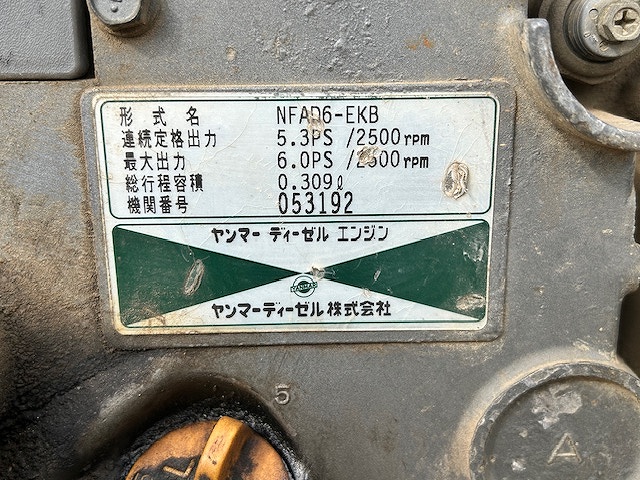 形式名 NFAD6-EKB
連続定格出力 5.3PS /2500rpm
最大出力 6.0PS /2600rpm
総行程容積 0.309ℓ
機関番号 053192
ヤンマー ディーゼル エンジン
YANMAR
ヤンマーディーゼル株式会社
5
A
L